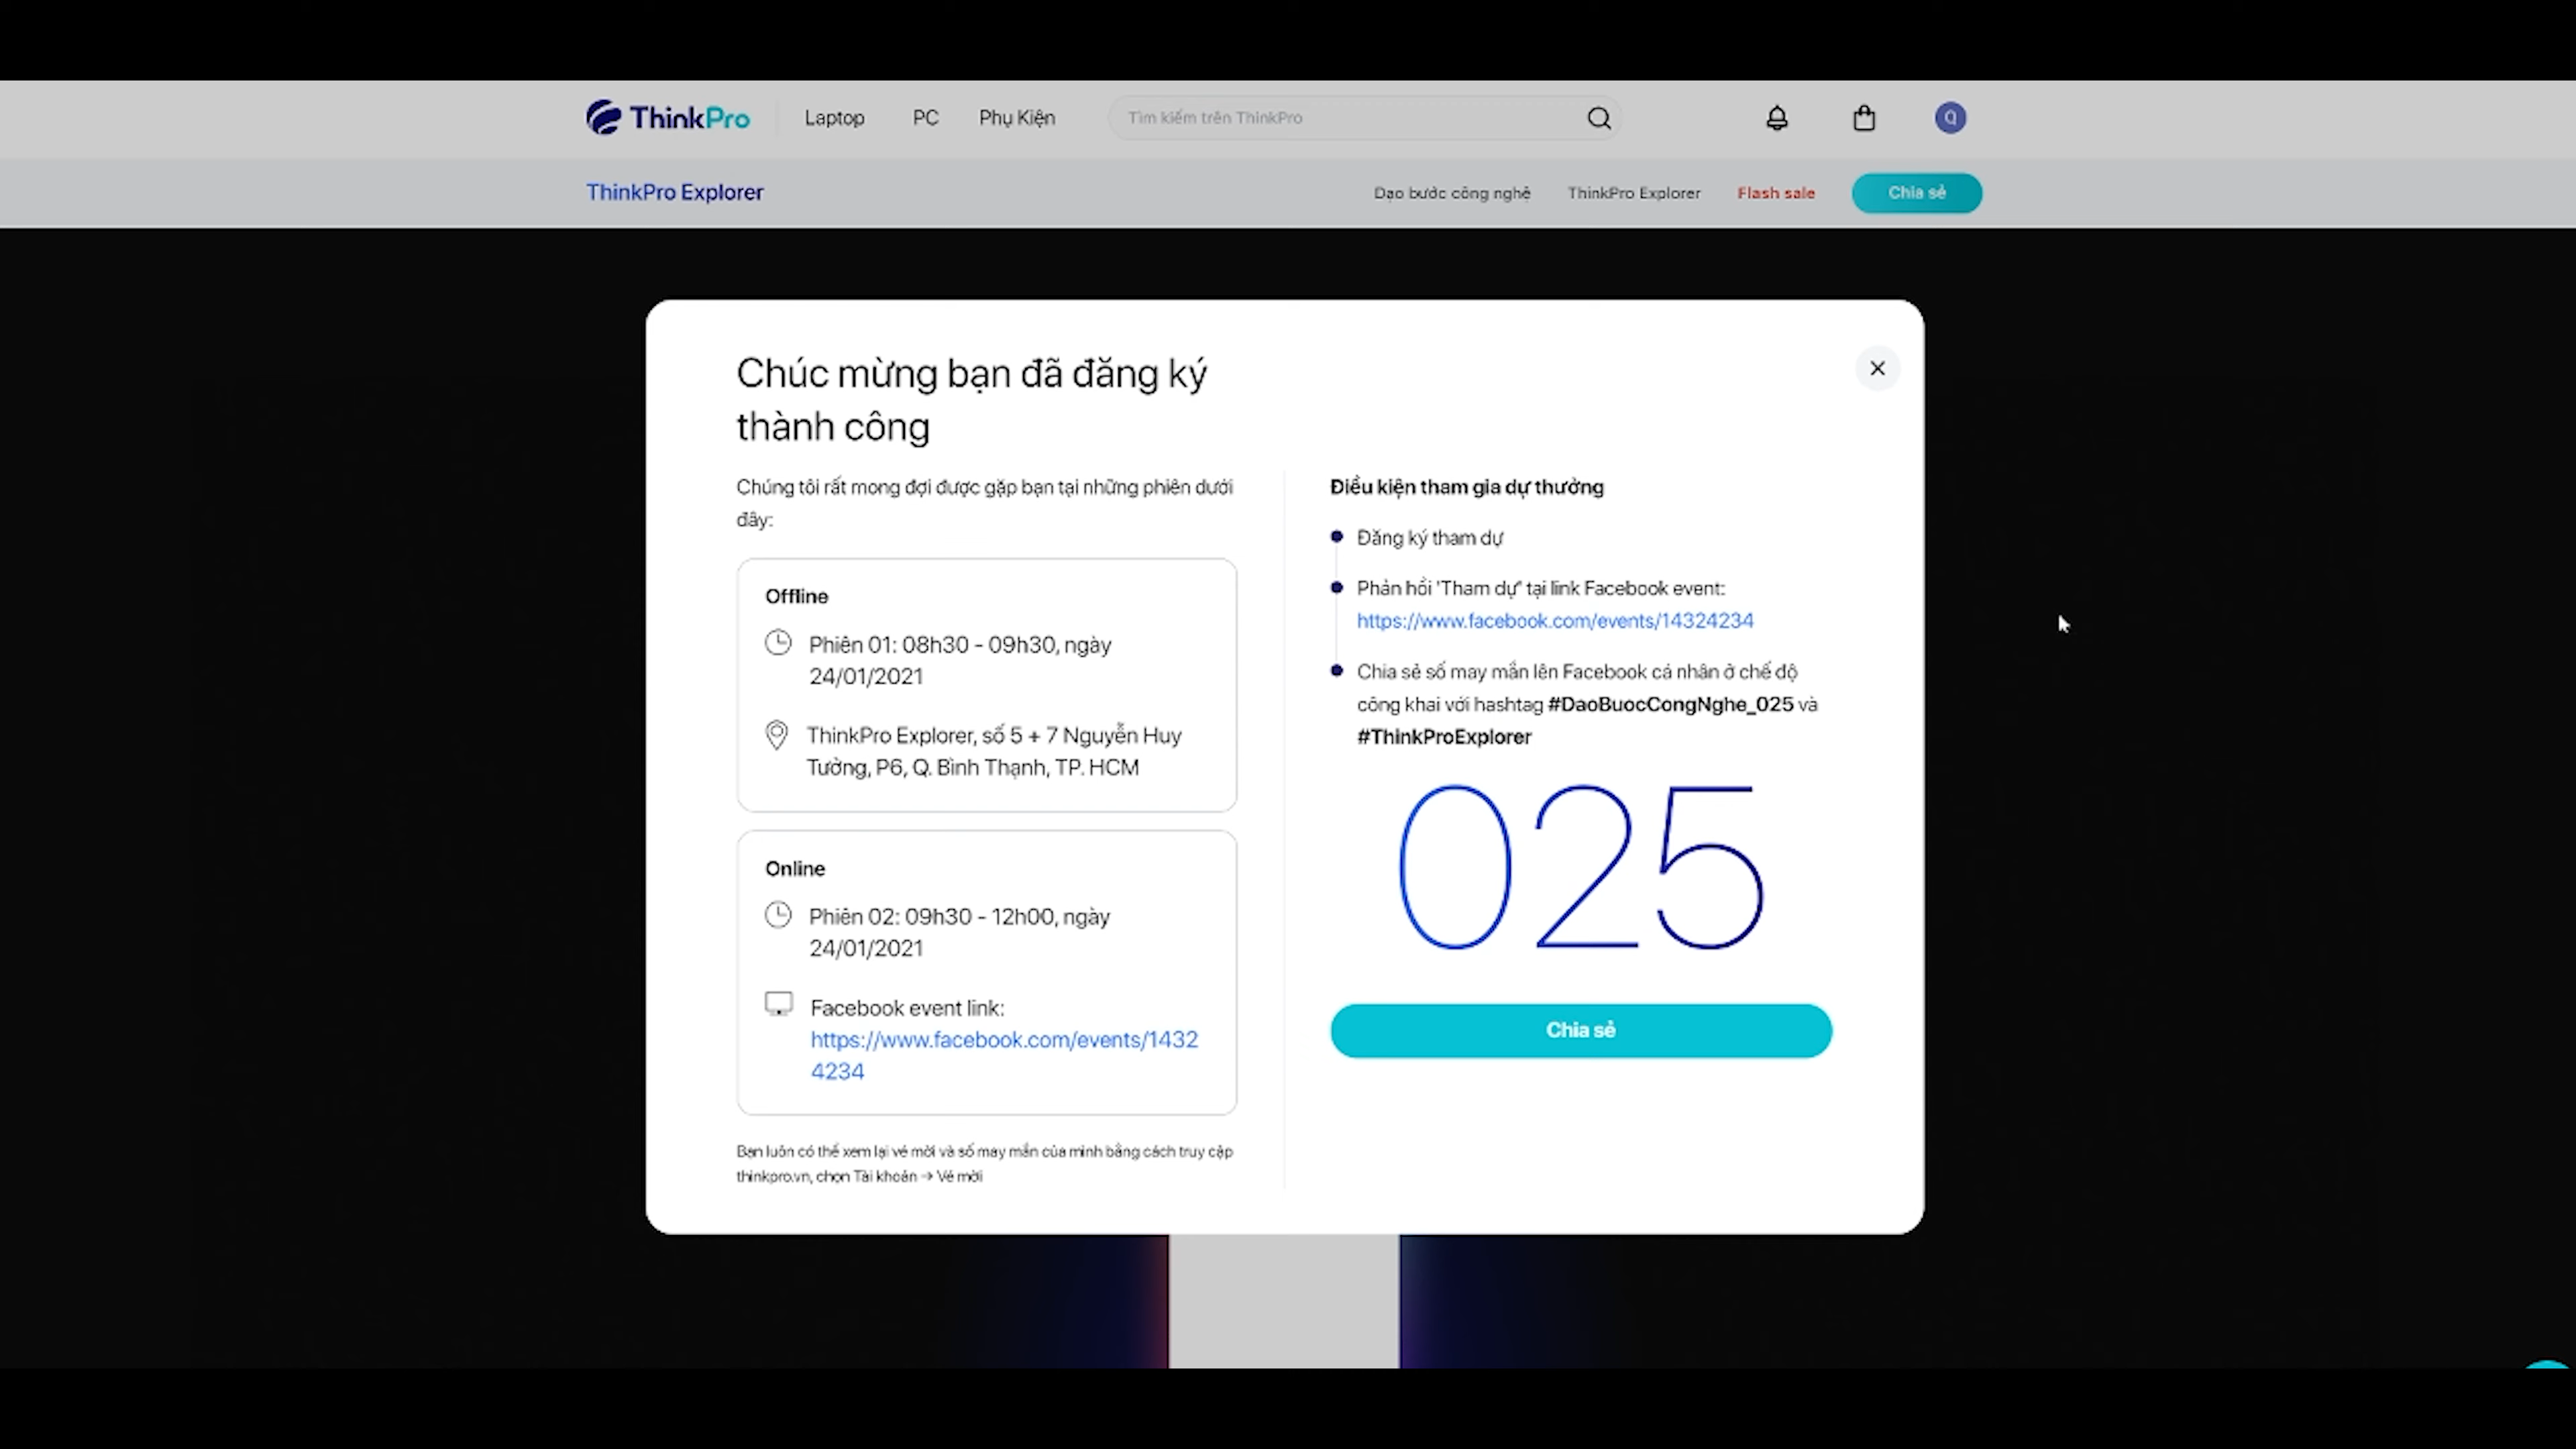 ThinkPro
Laptop
PC
Phụ Kiện
Tìm kiếm trên ThinkPro
Q
ThinkPro Explorer
Dạo bước công nghệ
ThinkPro Explorer
Flash sale
Chia sẻ
Chúc mừng bạn đã đăng ký
thành công
Chúng tôi rất mong đợi được gặp bạn tại những phiên dưới
đây:
Offline
Phiên 01: 08h30 - 09h30, ngày
24/01/2021
ThinkPro Explorer, số 5 + 7 Nguyễn Huy
Tưởng, P6, Q. Bình Thạnh, TP. HCM
Online
Phiên 02: 09h30 - 12h00, ngày
24/01/2021
Facebook event link:
https://www.facebook.com/events/1432
4234
Bạn luôn có thể xem lại vé mời và số may mắn của mình bằng cách truy cập
thinkpro.vn, chọn Tài khoản → Vé mời
Điều kiện tham gia dự thưởng
Đăng ký tham dự
Phản hồi 'Tham dự' tại link Facebook event:
https://www.facebook.com/events/14324234
Chia sẻ số may mắn lên Facebook cá nhân ở chế độ
công khai với hashtag #DaoBuocCongNghe_025 và
#ThinkProExplorer
025
Chia sẻ